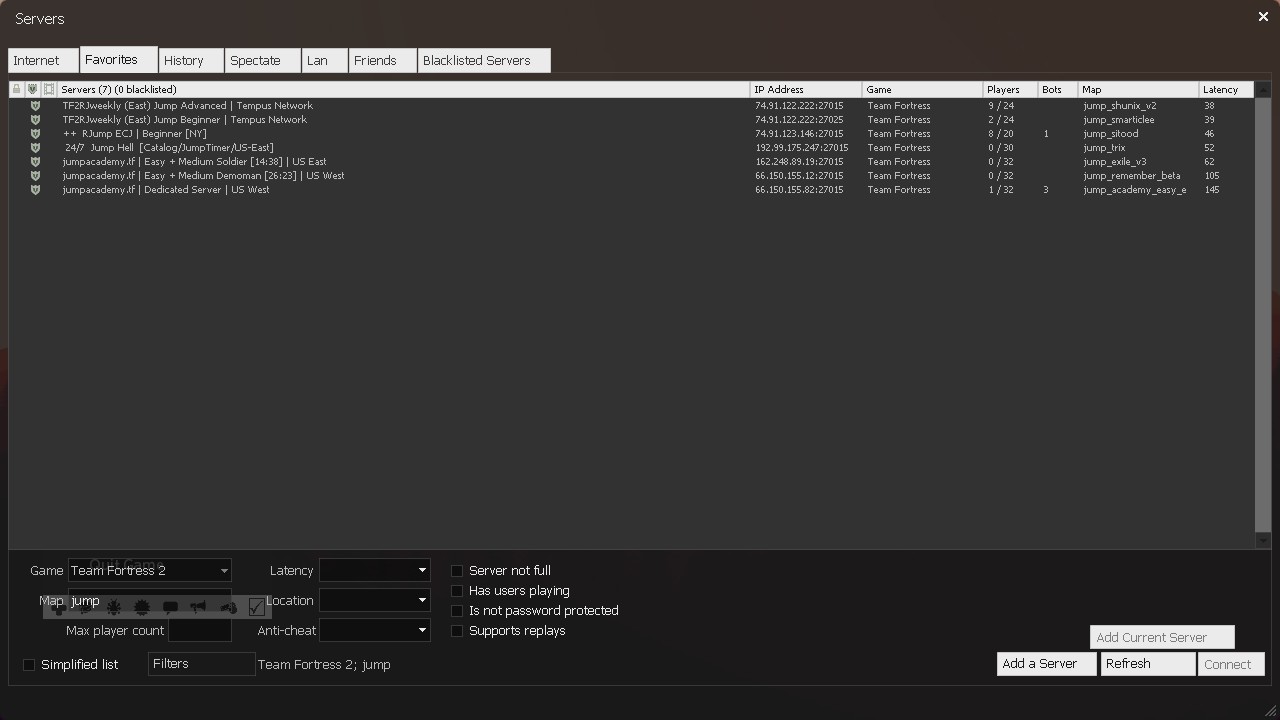 Servers
Internet Favorites History Spectate Lan Friends Blacklisted Servers
Servers (7) (0 blacklisted) IP Address Game Players Bots Map Latency
TF2RJweekly (East) Jump Advanced | Tempus Network 74.91.122.222:27015 Team Fortress 9 / 24 jump_shunix_v2 38
TF2RJweekly (East) Jump Beginner | Tempus Network 74.91.122.222:27025 Team Fortress 2 / 24 jump_smarticlee 39
++ RJump ECJ | Beginner [NY] 74.91.123.146:27015 Team Fortress 8 / 20 1 jump_sitood 46
24/7 Jump Hell [Catalog/JumpTimer/US-East] 192.99.175.247:27015 Team Fortress 0 / 30 jump_trix 52
jumpacademy.tf | Easy + Medium Soldier [14:38] | US East 162.248.89.19:27015 Team Fortress 0 / 32 jump_exile_v3 62
jumpacademy.tf | Easy + Medium Demoman [26:23] | US West 66.150.155.12:27015 Team Fortress 0 / 32 jump_remember_beta 105
jumpacademy.tf | Dedicated Server | US West 66.150.155.82:27015 Team Fortress 1 / 32 3 jump_academy_easy_e 145
Quit Game
Game Team Fortress 2 Latency Server not full
Has users playing
Map jump Location
Is not password protected
Max player count Anti-cheat Supports replays
Add Current Server
Simplified list Filters Team Fortress 2; jump Add a Server Refresh Connect